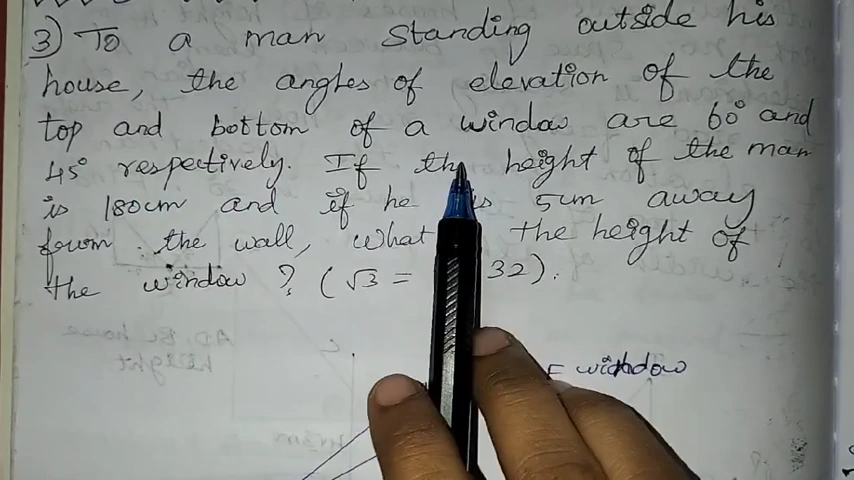 3) To a man standing outside his
house, the angles of elevation of the
top and bottom of a window are 60° and
45° respectively. If the height of the man
is 180cm and if he is 5cm away
from the wall, what the height of
the window ? ( √3 = 32).
C
window